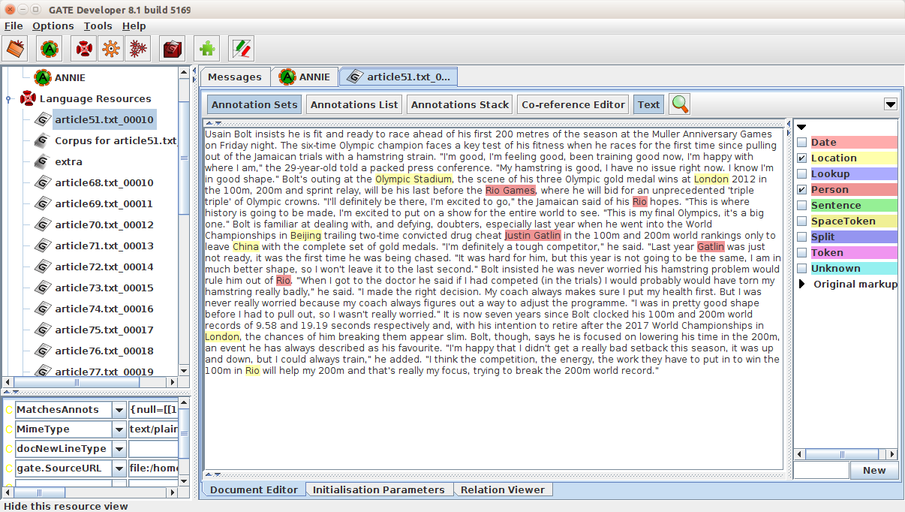 GATE Developer 8.1 build 5169
File Options Tools Help
ANNIE
Language Resources
article51.txt_00010
Corpus for article51.txt
extra
article68.txt_00010
article69.txt_00011
article70.txt_00012
article71.txt_00013
article72.txt_00014
article73.txt_00015
article74.txt_00016
article75.txt_00017
article76.txt_00018
article77.txt_00019
C MatchesAnnots {null=[[1
C MimeType text/plain
C docNewLineType
C gate.SourceURL file:/home
Messages ANNIE article51.txt_0...
Annotation Sets Annotations List Annotations Stack Co-reference Editor Text
Usain Bolt insists he is fit and ready to race ahead of his first 200 metres of the season at the Muller Anniversary Games
on Friday night. The six-time Olympic champion faces a key test of his fitness when he races for the first time since pulling
out of the Jamaican trials with a hamstring strain. "I'm good, I'm feeling good, been training good now, I'm happy with
where I am," the 29-year-old told a packed press conference. "My hamstring is good, I have no issue right now. I know I'm
in good shape." Bolt's outing at the Olympic Stadium, the scene of his three Olympic gold medal wins at London 2012 in
the 100m, 200m and sprint relay, will be his last before the Rio Games, where he will bid for an unprecedented 'triple
triple' of Olympic crowns. "I'll definitely be there, I'm excited to go," the Jamaican said of his Rio hopes. "This is where
history is going to be made, I'm excited to put on a show for the entire world to see. "This is my final Olympics, it's a big
one." Bolt is familiar at dealing with, and defying, doubters, especially last year when he went into the World
Championships in Beijing trailing two-time convicted drug cheat Justin Gatlin in the 100m and 200m world rankings only to
leave China with the complete set of gold medals. "I'm definitely a tough competitor," he said. "Last year Gatlin was just
not ready, it was the first time he was being chased. "It was hard for him, but this year is not going to be the same, I am in
much better shape, so I won't leave it to the last second." Bolt insisted he was never worried his hamstring problem would
rule him out of Rio. "When I got to the doctor he said if I had competed (in the trials) I would probably would have torn my
hamstring really badly," he said. "I made the right decision. My coach always makes sure I put my health first. But I was
never really worried because my coach always figures out a way to adjust the programme. "I was in pretty good shape
before I had to pull out, so I wasn't really worried." It is now seven years since Bolt clocked his 100m and 200m world
records of 9.58 and 19.19 seconds respectively and, with his intention to retire after the 2017 World Championships in
London, the chances of him breaking them appear slim. Bolt, though, says he is focused on lowering his time in the 200m,
an event he has always described as his favourite. "I'm happy that I didn't get a really bad setback this season, it was up
and down, but I could always train," he added. "I think the competition, the energy, the work they have to put in to win the
100m in Rio will help my 200m and that's really my focus, trying to break the 200m world record."
Date
Location
Lookup
Person
Sentence
SpaceToken
Split
Token
Unknown
Original markup
New
Document Editor Initialisation Parameters Relation Viewer
Hide this resource view